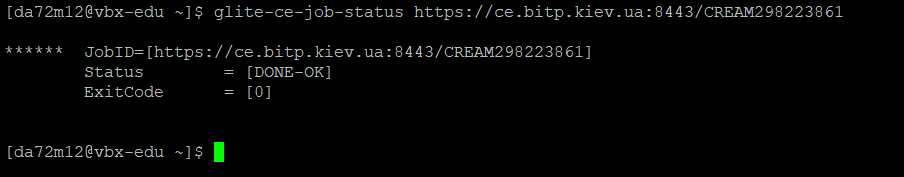 [da72m12@vbx-edu ~]$ glite-ce-job-status https://ce.bitp.kiev.ua:8443/CREAM298223861
****** JobID=[https://ce.bitp.kiev.ua:8443/CREAM298223861]
Status = [DONE-OK]
ExitCode = [0]
[da72m12@vbx-edu ~]$